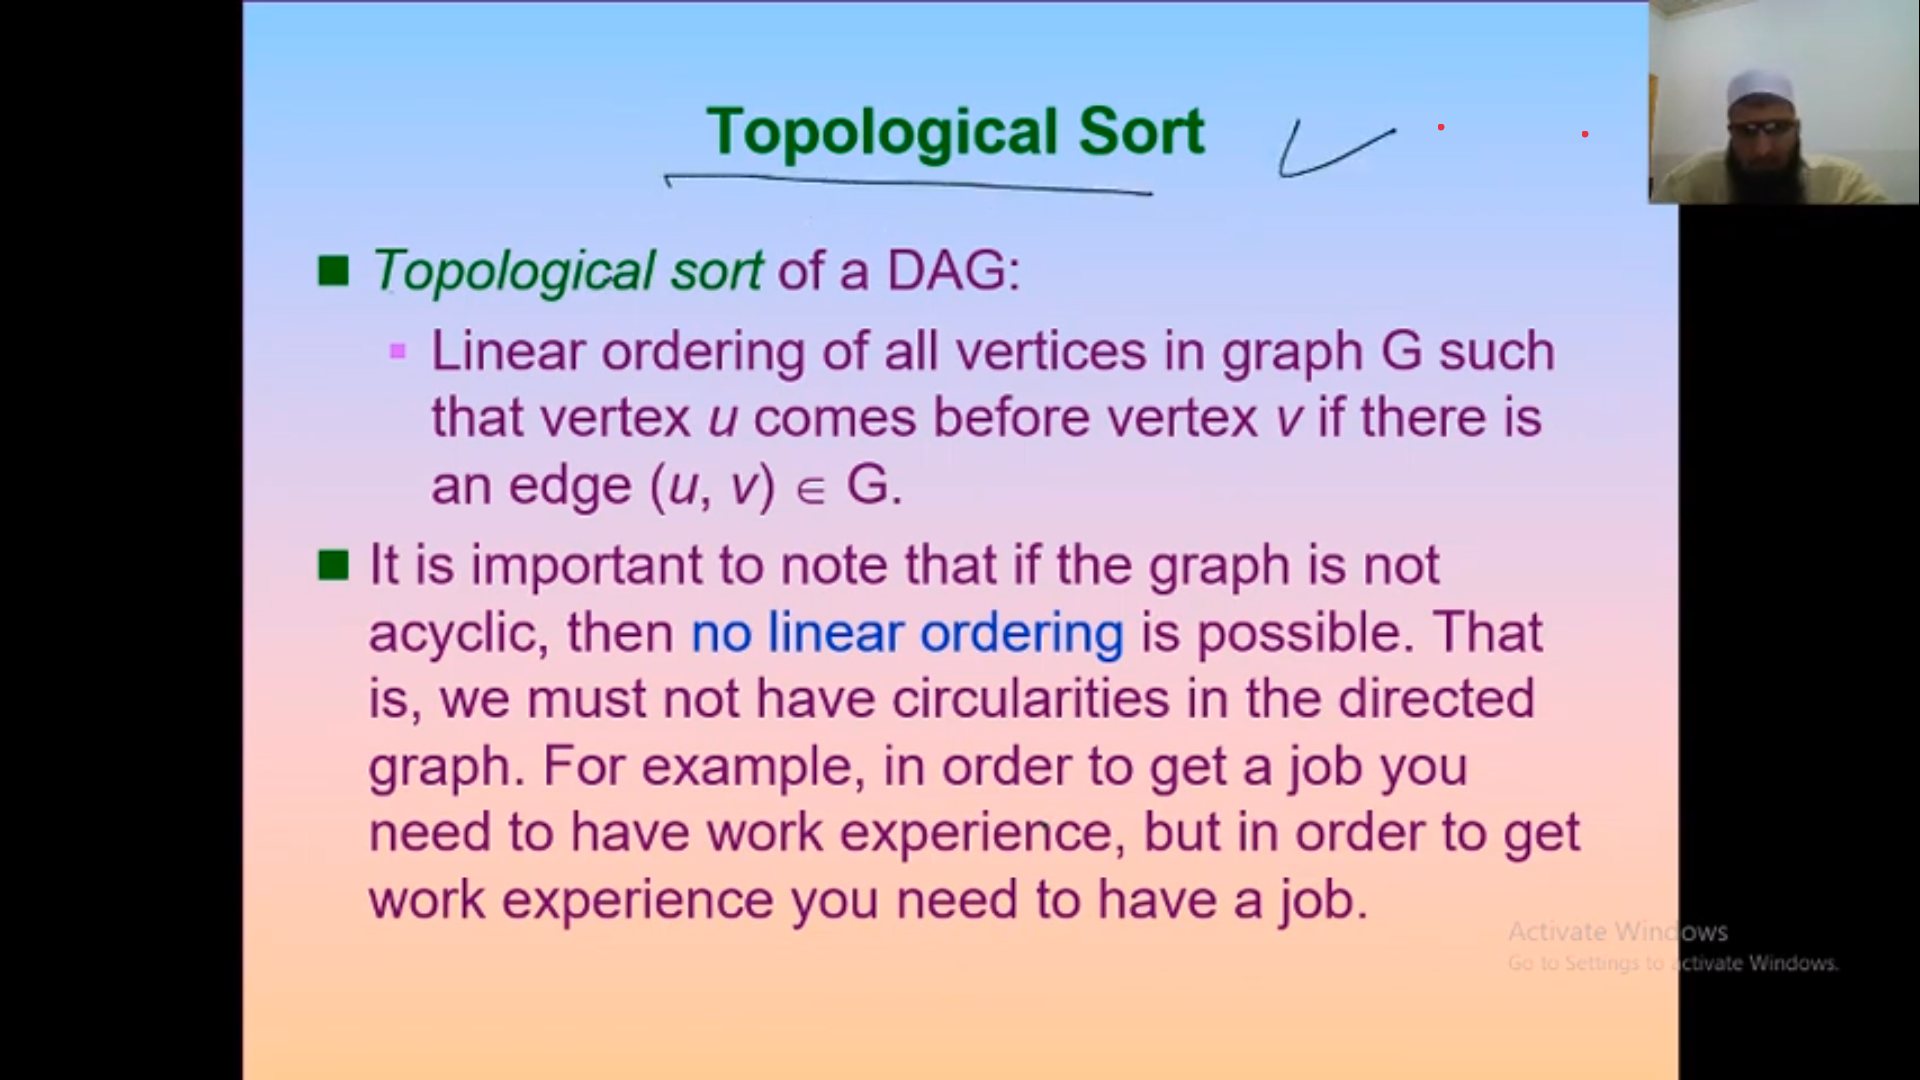 Topological Sort
Topological sort of a DAG:
Linear ordering of all vertices in graph G such
that vertex u comes before vertex v if there is
an edge (u, v) ∈ G.
It is important to note that if the graph is not
acyclic, then no linear ordering is possible. That
is, we must not have circularities in the directed
graph. For example, in order to get a job you
need to have work experience, but in order to get
work experience you need to have a job.
Activate Windows
Go to Settings to activate Windows.